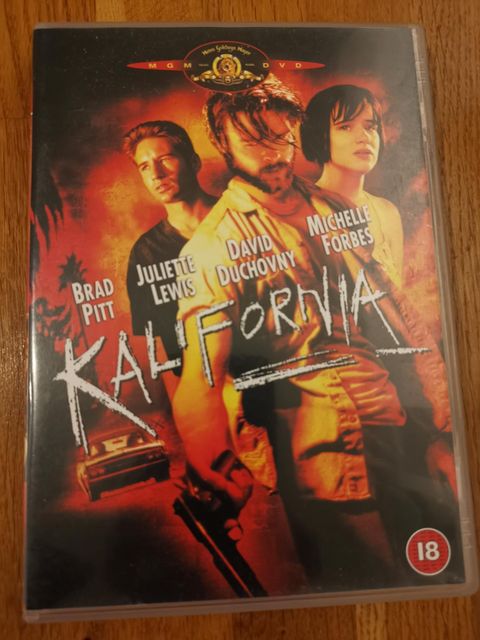 Metro Goldwyn Mayer
MGM DVD
BRAD
PITT
JULIETTE
LEWIS
DAVID
DUCHOVNY
MICHELLE
FORBES
KALIFORNIA
18